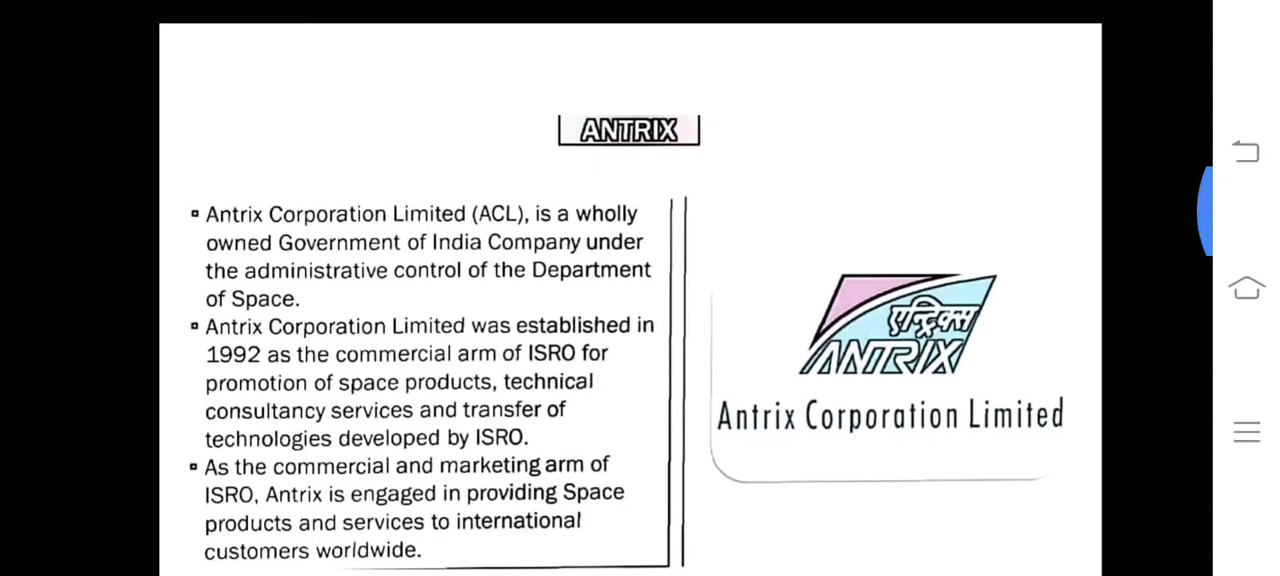 ANTRIX
▫ Antrix Corporation Limited (ACL), is a wholly
owned Government of India Company under
the administrative control of the Department
of Space.
▫ Antrix Corporation Limited was established in
1992 as the commercial arm of ISRO for
promotion of space products, technical
consultancy services and transfer of
technologies developed by ISRO.
▫ As the commercial and marketing arm of
ISRO, Antrix is engaged in providing Space
products and services to international
customers worldwide.
एन्ट्रिक्स
ANTRIX
Antrix Corporation Limited